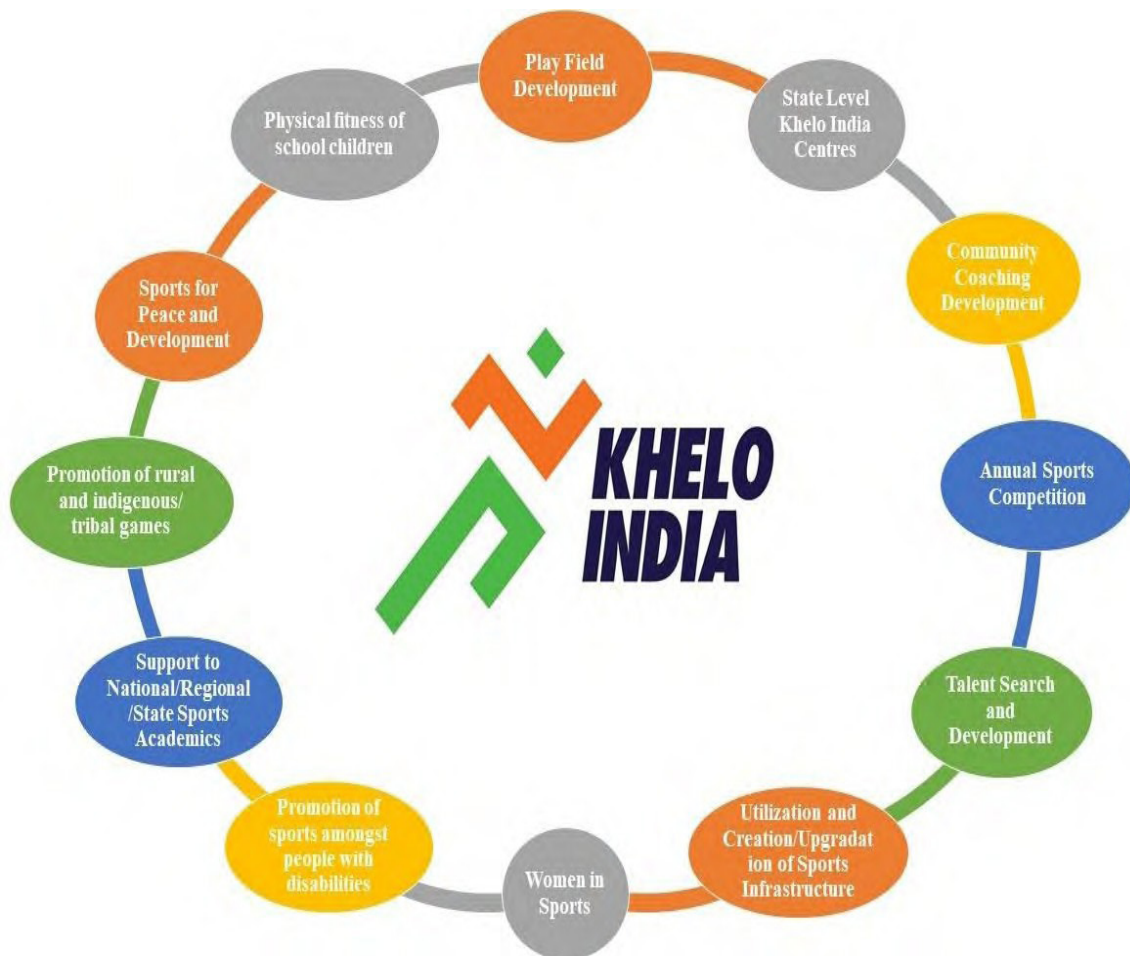 Play Field
Development
State Level
Khelo India
Centres
Community
Coaching
Development
Annual Sports
Competition
Talent Search
and
Development
Utilization and
Creation/Upgradat
ion of Sports
Infrastructure
Women in
Sports
Promotion of
sports amongst
people with
disabilities
Support to
National/Regional
/State Sports
Academics
Promotion of rural
and indigenous/
tribal games
Sports for
Peace and
Development
Physical fitness of
school children
KHELO
INDIA